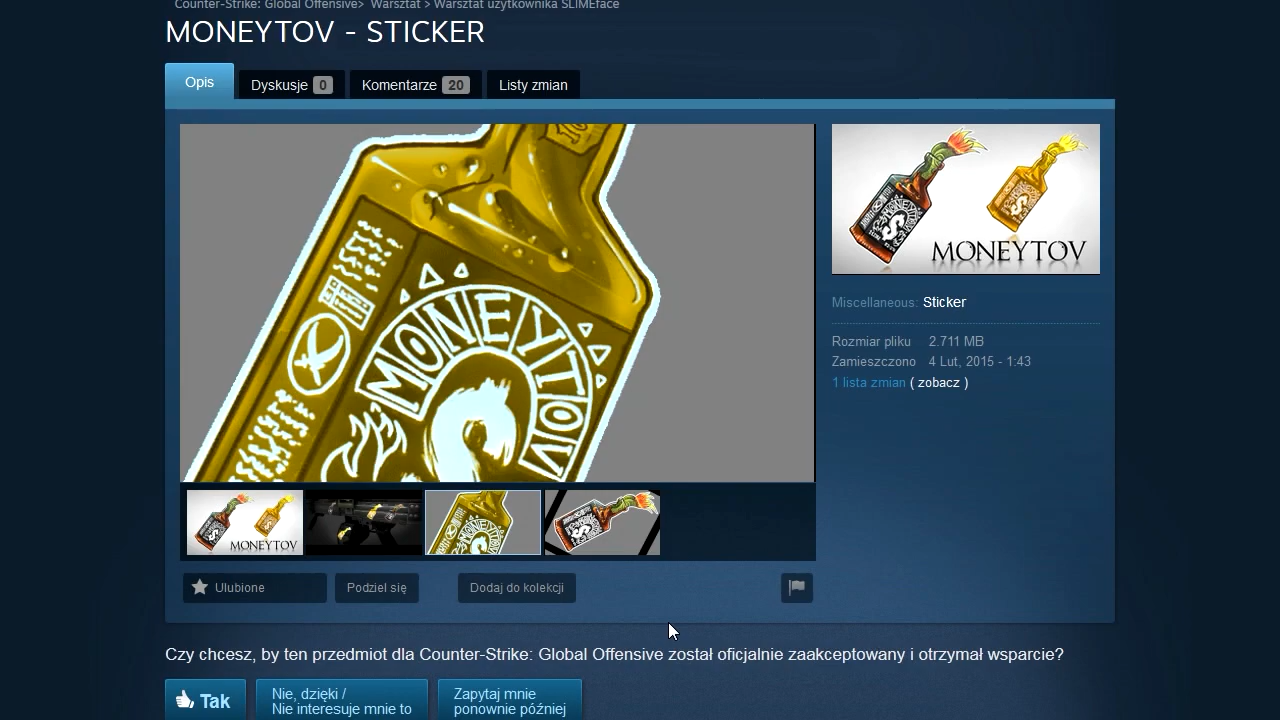 Counter-Strike: Global Offensive> Warsztat > Warsztat użytkownika SLIMEface
MONEYTOV - STICKER
Opis
Dyskusje 0
Komentarze 20
Listy zmian
MONEYTOV
S
MONEYTOV
Miscellaneous: Sticker
Rozmiar pliku 2.711 MB
Zamieszczono 4 Lut, 2015 - 1:43
1 lista zmian ( zobacz )
MONEYTOV
Ulubione
Podziel się
Dodaj do kolekcji
Czy chcesz, by ten przedmiot dla Counter-Strike: Global Offensive został oficjalnie zaakceptowany i otrzymał wsparcie?
Tak
Nie, dzięki /
Nie interesuje mnie to
Zapytaj mnie
ponownie później